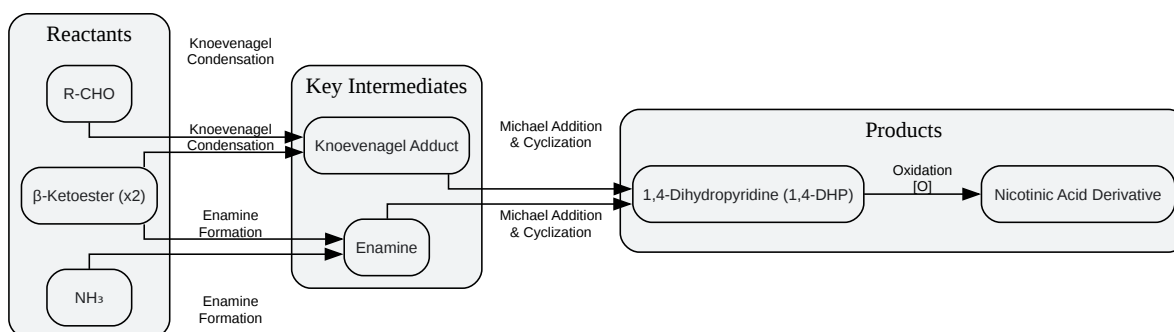 Reactants
Knoevenagel
Condensation
R-CHO
Key Intermediates
Knoevenagel
Condensation
Knoevenagel Adduct
β-Ketoester (x2)
Enamine
Formation
Enamine
NH₃
Enamine
Formation
Michael Addition
& Cyclization
Michael Addition
& Cyclization
Products
1,4-Dihydropyridine (1,4-DHP)
Oxidation
[O]
Nicotinic Acid Derivative